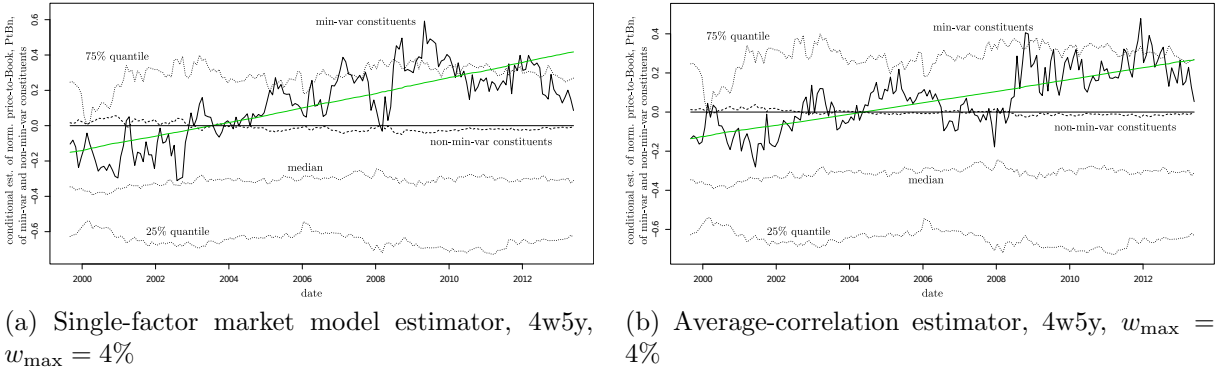 conditional est. of norm. price-to-Book, PtBn,
of min-var and non-min-var constituents
0.6
0.4
0.2
0.0
-0.2
-0.4
-0.6
75% quantile
min-var constituents
non-min-var constituents
median
25% quantile
2000 2002 2004 2006 2008 2010 2012
date
(a) Single-factor market model estimator, 4w5y,
w_max = 4%
conditional est. of norm. price-to-Book, PtBn,
of min-var and non-min-var constituents
0.4
0.2
0.0
-0.2
-0.4
-0.6
75% quantile
min-var constituents
non-min-var constituents
median
25% quantile
2000 2002 2004 2006 2008 2010 2012
date
(b) Average-correlation estimator, 4w5y, w_max =
4%